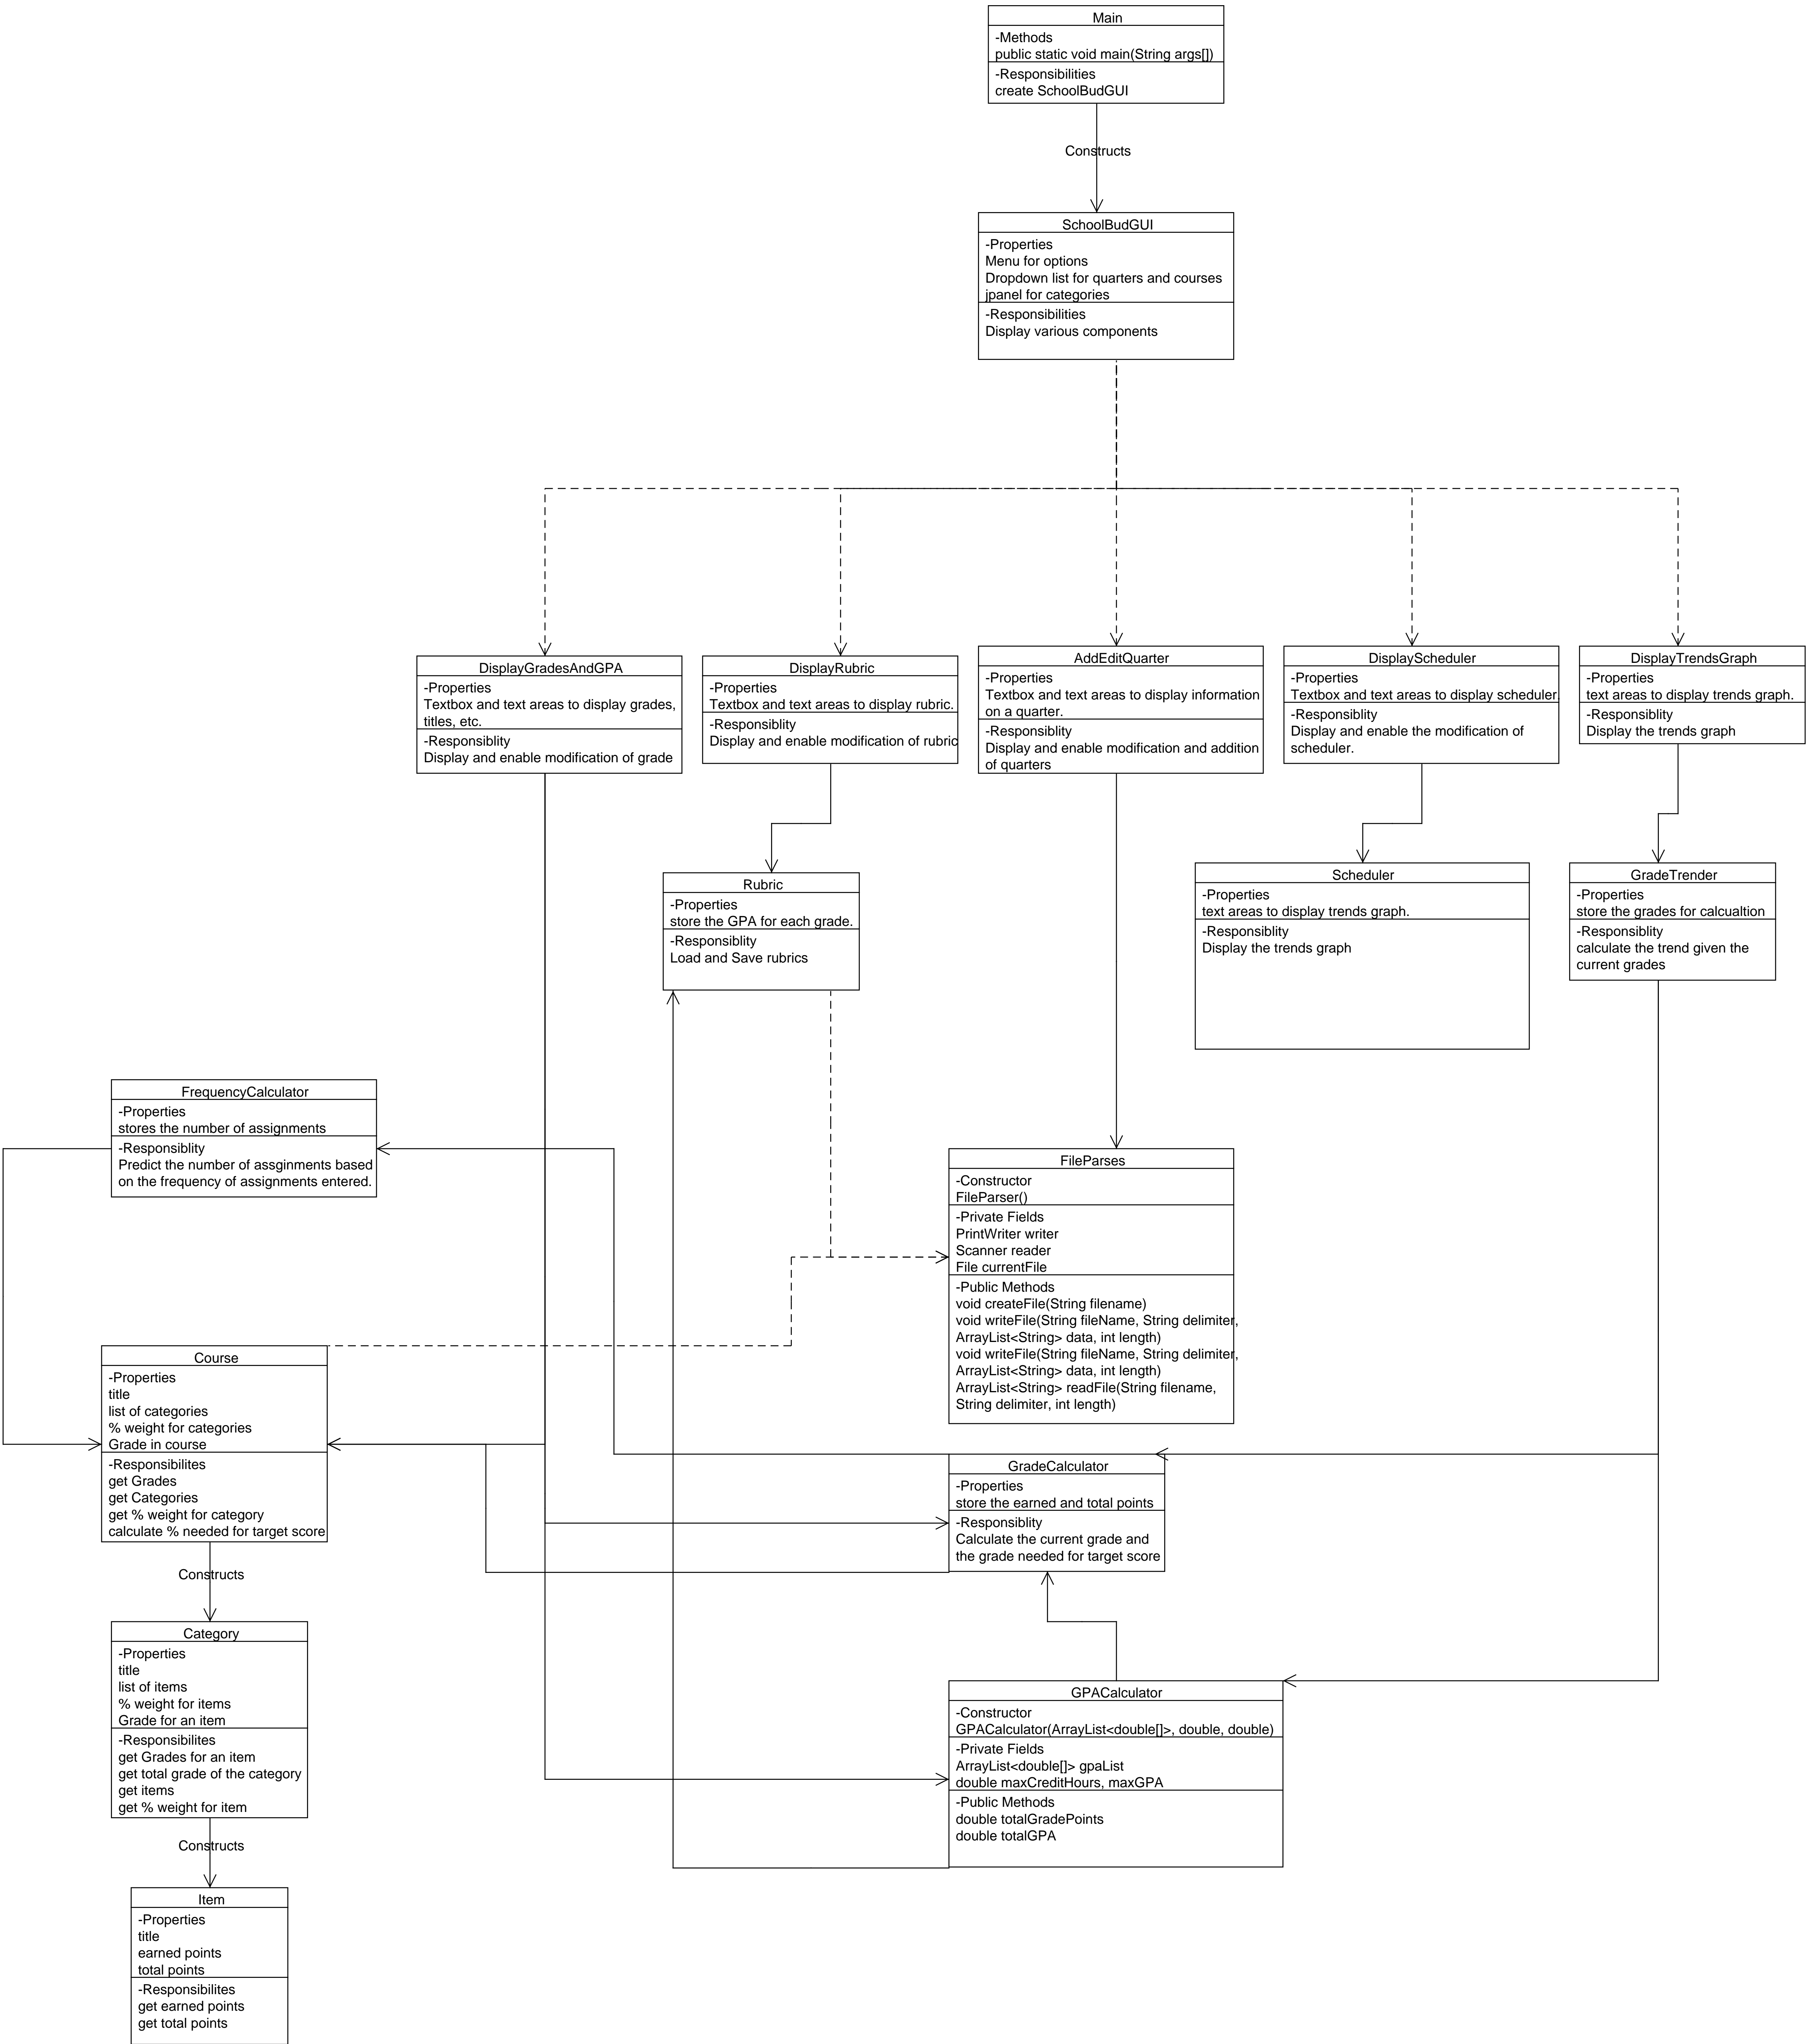 Main
-Methods
public static void main(String args[])
-Responsibilities
create SchoolBudGUI
Constructs
SchoolBudGUI
-Properties
Menu for options
Dropdown list for quarters and courses
jpanel for categories
-Responsibilities
Display various components
DisplayGradesAndGPA
-Properties
Textbox and text areas to display grades,
titles, etc.
-Responsiblity
Display and enable modification of grade
DisplayRubric
-Properties
Textbox and text areas to display rubric.
-Responsiblity
Display and enable modification of rubric
AddEditQuarter
-Properties
Textbox and text areas to display information
on a quarter.
-Responsiblity
Display and enable modification and addition
of quarters
DisplayScheduler
-Properties
Textbox and text areas to display scheduler.
-Responsiblity
Display and enable the modification of
scheduler.
DisplayTrendsGraph
-Properties
text areas to display trends graph.
-Responsiblity
Display the trends graph
Rubric
-Properties
store the GPA for each grade.
-Responsiblity
Load and Save rubrics
Scheduler
-Properties
text areas to display trends graph.
-Responsiblity
Display the trends graph
GradeTrender
-Properties
store the grades for calcualtion
-Responsiblity
calculate the trend given the
current grades
FrequencyCalculator
-Properties
stores the number of assignments
-Responsiblity
Predict the number of assginments based
on the frequency of assignments entered.
FileParses
-Constructor
FileParser()
-Private Fields
PrintWriter writer
Scanner reader
File currentFile
-Public Methods
void createFile(String filename)
void writeFile(String fileName, String delimiter,
ArrayList<String> data, int length)
void writeFile(String fileName, String delimiter,
ArrayList<String> data, int length)
ArrayList<String> readFile(String filename,
String delimiter, int length)
Course
-Properties
title
list of categories
% weight for categories
Grade in course
-Responsibilites
get Grades
get Categories
get % weight for category
calculate % needed for target score
GradeCalculator
-Properties
store the earned and total points
-Responsiblity
Calculate the current grade and
the grade needed for target score
Constructs
Category
-Properties
title
list of items
% weight for items
Grade for an item
-Responsibilites
get Grades for an item
get total grade of the category
get items
get % weight for item
GPACalculator
-Constructor
GPACalculator(ArrayList<double[]>, double, double)
-Private Fields
ArrayList<double[]> gpaList
double maxCreditHours, maxGPA
-Public Methods
double totalGradePoints
double totalGPA
Constructs
Item
-Properties
title
earned points
total points
-Responsibilites
get earned points
get total points